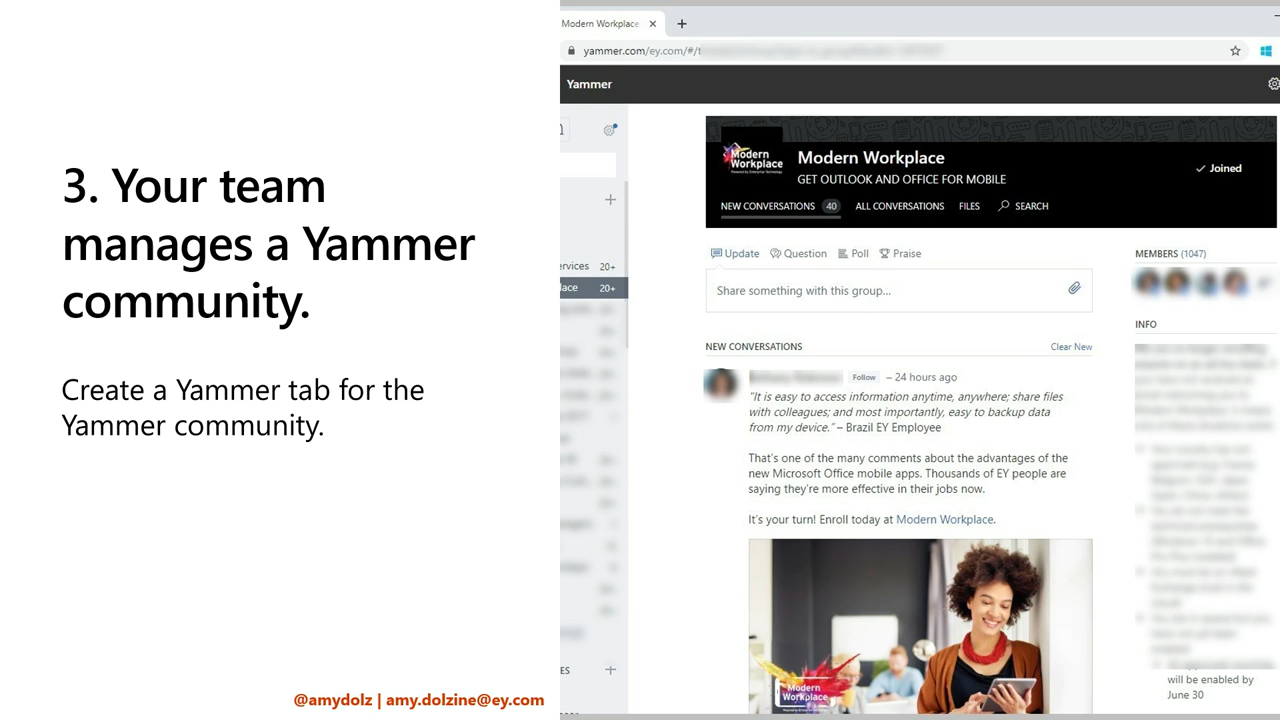 3. Your team
manages a Yammer
community.
Create a Yammer tab for the
Yammer community.
@amydolz | amy.dolzine@ey.com
Modern Workplace
yammer.com/ey.com/#/t
Yammer
Modern
Workplace
Modern Workplace
GET OUTLOOK AND OFFICE FOR MOBILE
Joined
NEW CONVERSATIONS 40 ALL CONVERSATIONS FILES SEARCH
ervices 20+
lace 20+
ES
Update Question Poll Praise
Share something with this group...
NEW CONVERSATIONS Clear New
Follow – 24 hours ago
"It is easy to access information anytime, anywhere; share files
with colleagues; and most importantly, easy to backup data
from my device." – Brazil EY Employee
That's one of the many comments about the advantages of the
new Microsoft Office mobile apps. Thousands of EY people are
saying they're more effective in their jobs now.
It's your turn! Enroll today at Modern Workplace.
Modern
Workplace
MEMBERS (1047)
INFO
will be enabled by
June 30